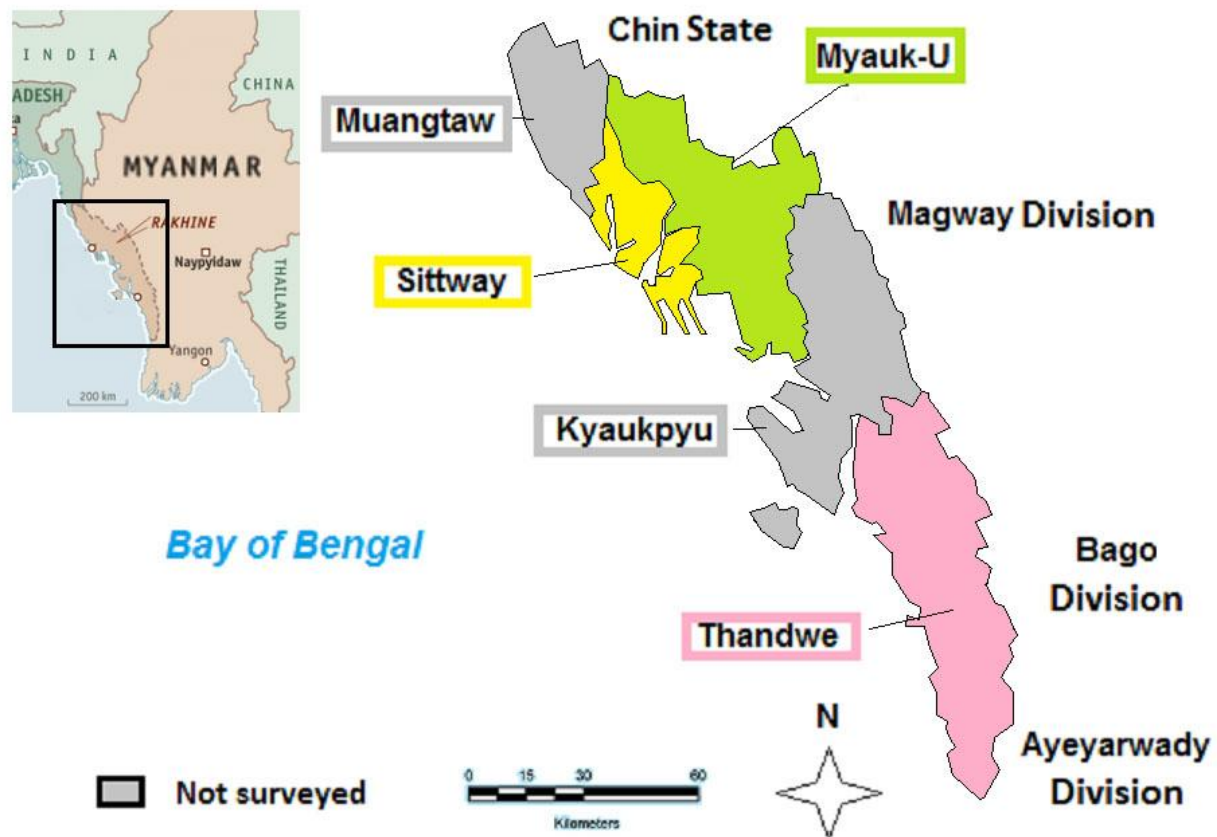 INDIA
CHINA
ADESH
a
MYANMAR
RAKHINE
Naypyidaw
THAILAND
Yangon
200 km
Chin State
Myauk-U
Muangtaw
Magway Division
Sittway
Kyaukpyu
Bay of Bengal
Bago
Division
Thandwe
N
Ayeyarwady
Division
Not surveyed
0 15 30 60
Kilometers